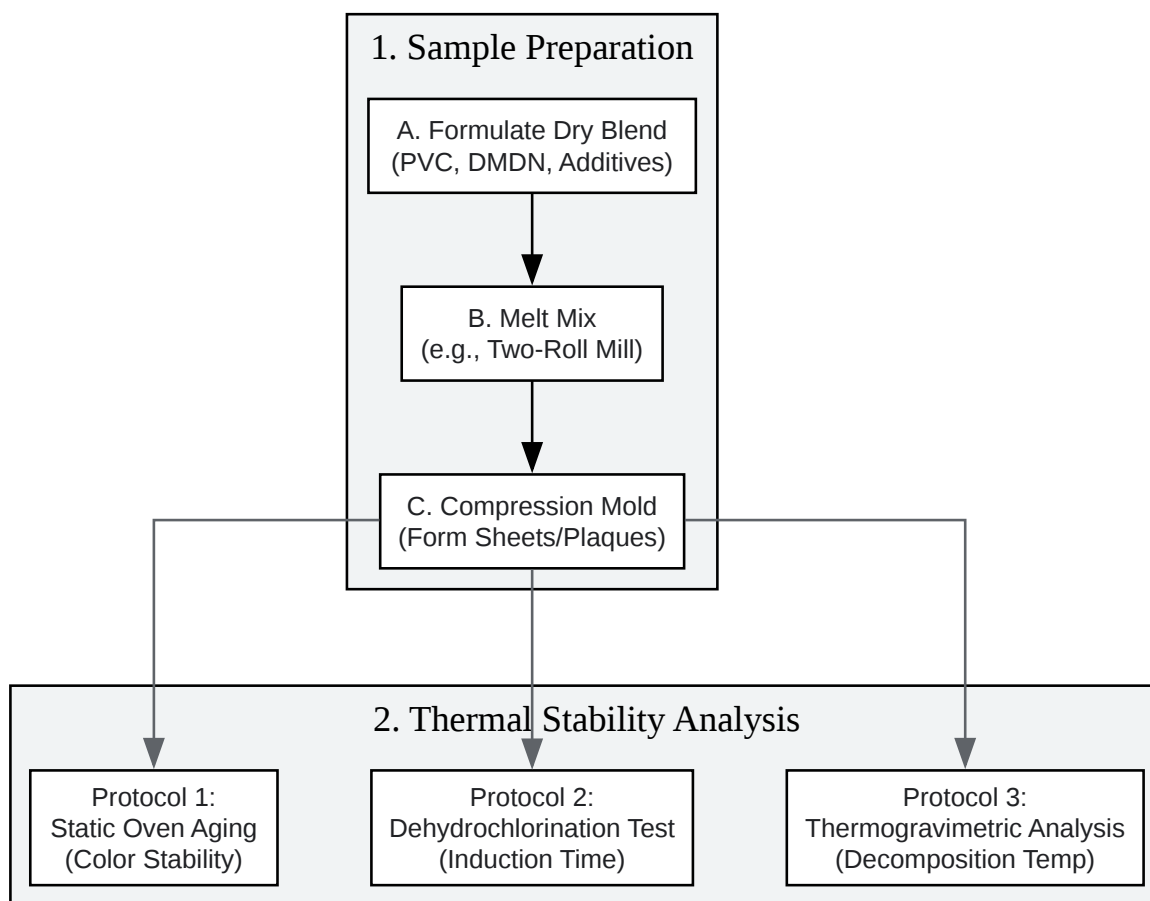 1. Sample Preparation
A. Formulate Dry Blend
(PVC, DMDN, Additives)
B. Melt Mix
(e.g., Two-Roll Mill)
C. Compression Mold
(Form Sheets/Plaques)
2. Thermal Stability Analysis
Protocol 1:
Static Oven Aging
(Color Stability)
Protocol 2:
Dehydrochlorination Test
(Induction Time)
Protocol 3:
Thermogravimetric Analysis
(Decomposition Temp)